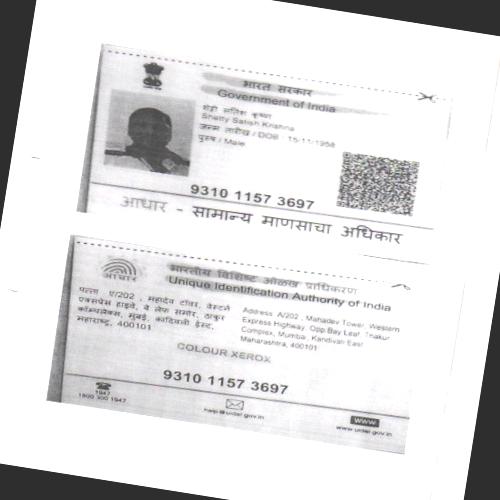 भारत सरकार
Government of India
शेट्टी सतिश कृष्णा
Shetty Satish Krishna
जन्म तारीख / DOB : 15/11/1958
पुरुष / Male
9310 1157 3697
आधार - सामान्य माणसाचा अधिकार
भारतीय विशिष्ट ओळख प्राधिकरण
Unique Identification Authority of India
आधार
पत्ता ए/202 , महादेव टॉवर, वेस्टर्न
एक्सप्रेस हाइवे, बे लेफ समोर, ठाकुर
कॉम्पलेक्स, मुंबई, कांदिवली ईस्ट,
महाराष्ट्र, 400101
Address A/202 , Mahadev Tower, Western
Express Highway, Opp.Bay Leaf, Thakur
Complex, Mumbai, Kandivali East
Maharashtra, 400101
COLOUR XEROX
9310 1157 3697
1947
1800 300 1947
help@uidai.gov.in
www
www.uidai.gov.in